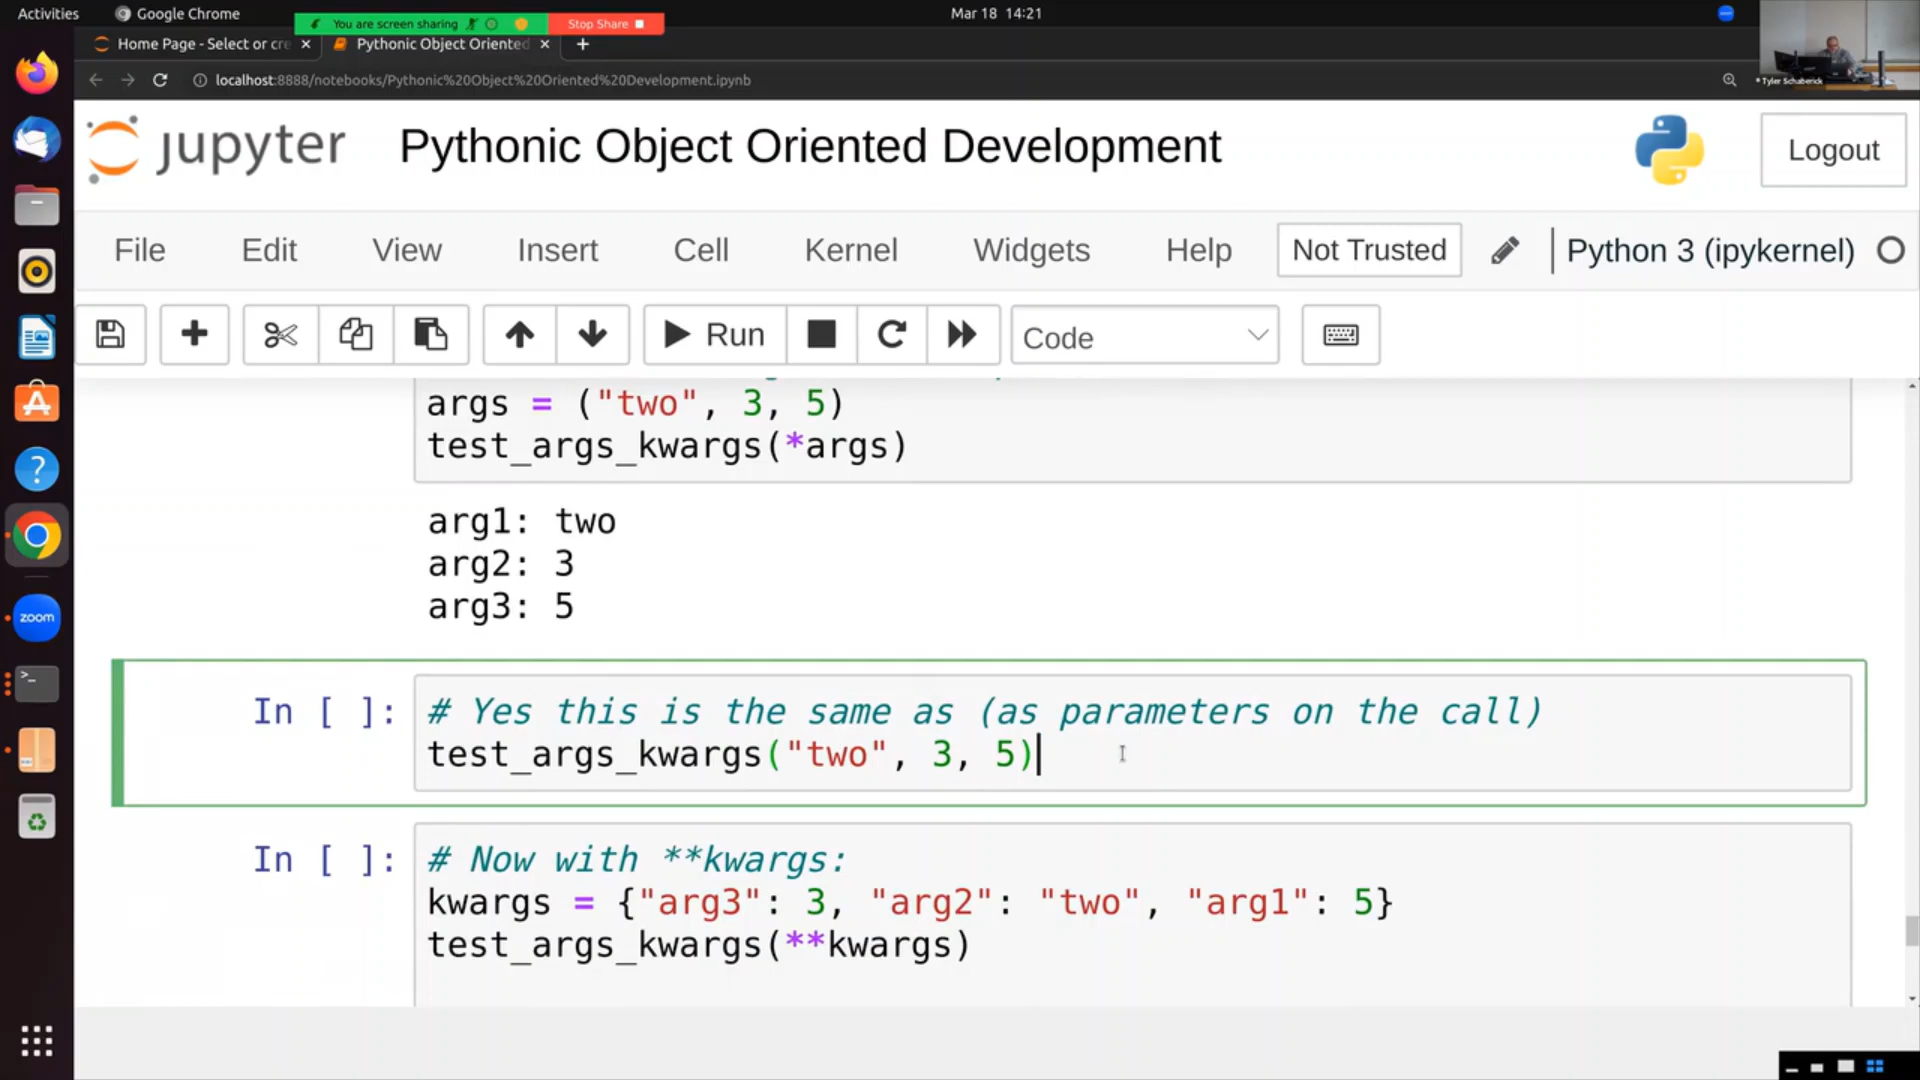 Activities
Google Chrome
You are screen sharing
Stop Share
Mar 18 14:21
Home Page - Select or cre
Pythonic Object Oriented
localhost:8888/notebooks/Pythonic%20Object%20Oriented%20Development.ipynb
Tyler Schaberick
jupyter
Pythonic Object Oriented Development
Logout
File Edit View Insert Cell Kernel Widgets Help
Not Trusted
Python 3 (ipykernel)
Run
Code
args = ("two", 3, 5)
test_args_kwargs(*args)
arg1: two
arg2: 3
arg3: 5
In [ ]: # Yes this is the same as (as parameters on the call)
test_args_kwargs("two", 3, 5)
In [ ]: # Now with **kwargs:
kwargs = {"arg3": 3, "arg2": "two", "arg1": 5}
test_args_kwargs(**kwargs)
zoom